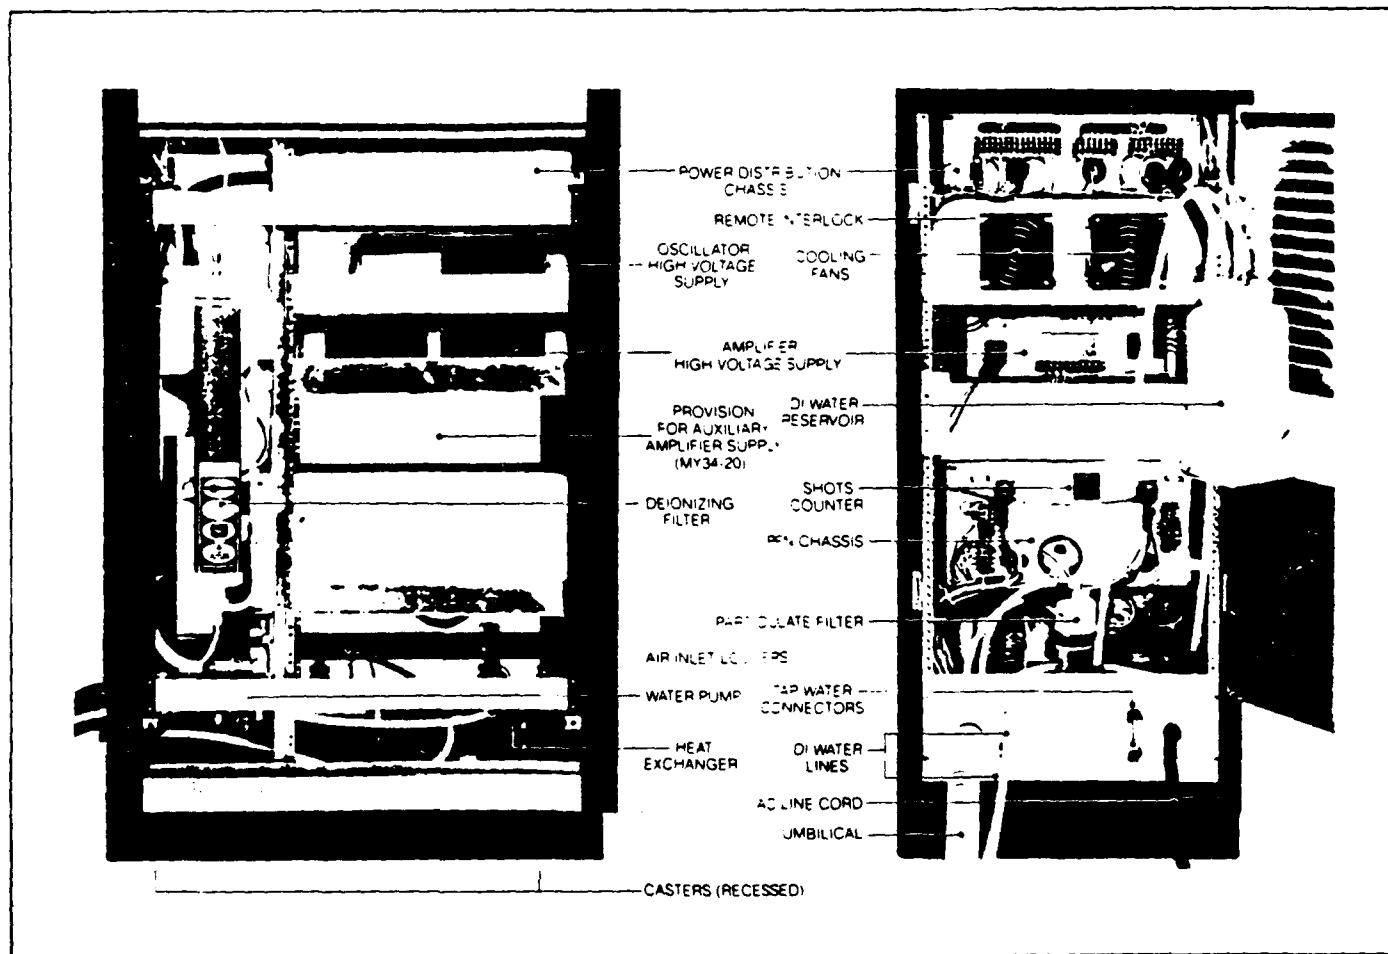 POWER DISTRIBUTION
CHASSIS
REMOTE INTERLOCK
OSCILLATOR
HIGH VOLTAGE
SUPPLY
COOLING
FANS
AMPLIFIER
HIGH VOLTAGE SUPPLY
PROVISION
FOR AUXILIARY
AMPLIFIER SUPPLY
(MY34-20)
DI WATER
RESERVOIR
DEIONIZING
FILTER
SHOTS
COUNTER
PFN CHASSIS
PARTICULATE FILTER
AIR INLET LOUVERS
WATER PUMP
TAP WATER
CONNECTORS
HEAT
EXCHANGER
DI WATER
LINES
AC LINE CORD
UMBILICAL
CASTERS (RECESSED)